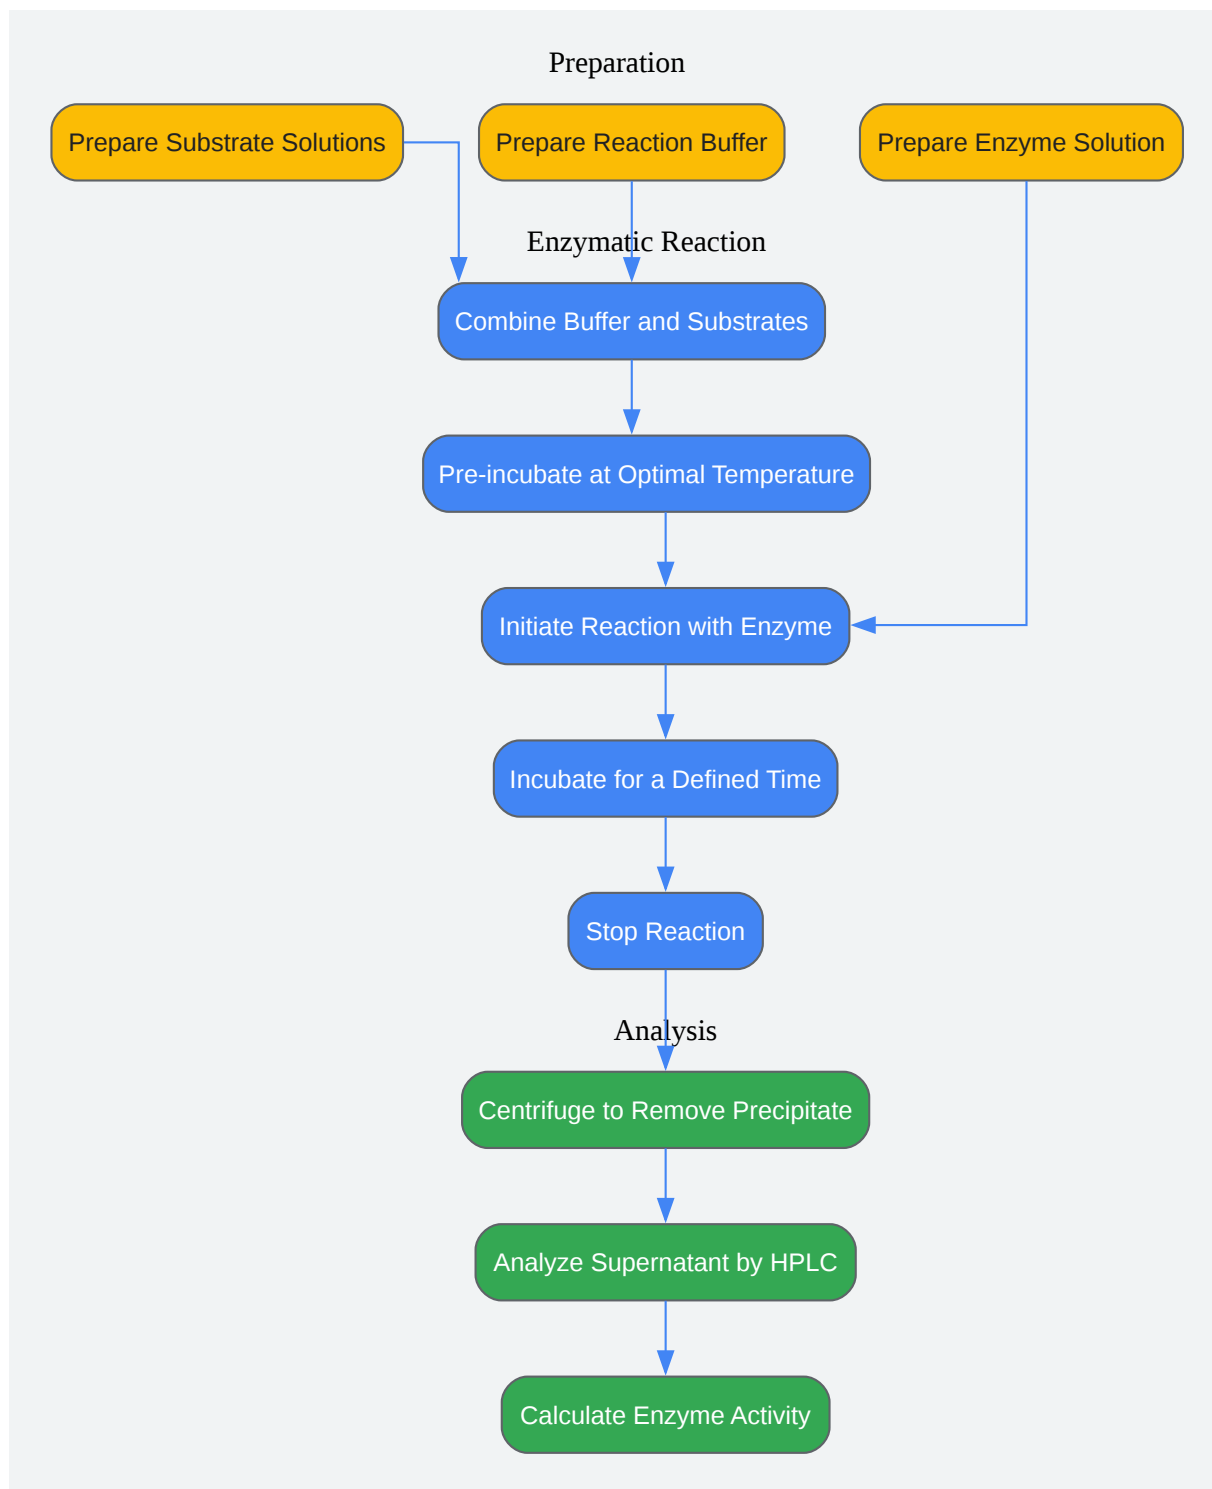 Preparation
Prepare Substrate Solutions
Prepare Reaction Buffer
Prepare Enzyme Solution
Enzymatic Reaction
Combine Buffer and Substrates
Pre-incubate at Optimal Temperature
Initiate Reaction with Enzyme
Incubate for a Defined Time
Stop Reaction
Analysis
Centrifuge to Remove Precipitate
Analyze Supernatant by HPLC
Calculate Enzyme Activity